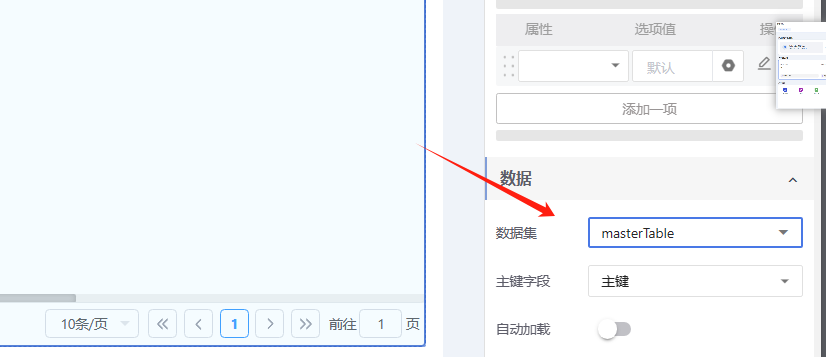 属性 选项值 操
默认
添加一项
数据
数据集 masterTable
主键字段 主键
自动加载
10条/页 1 前往 1 页